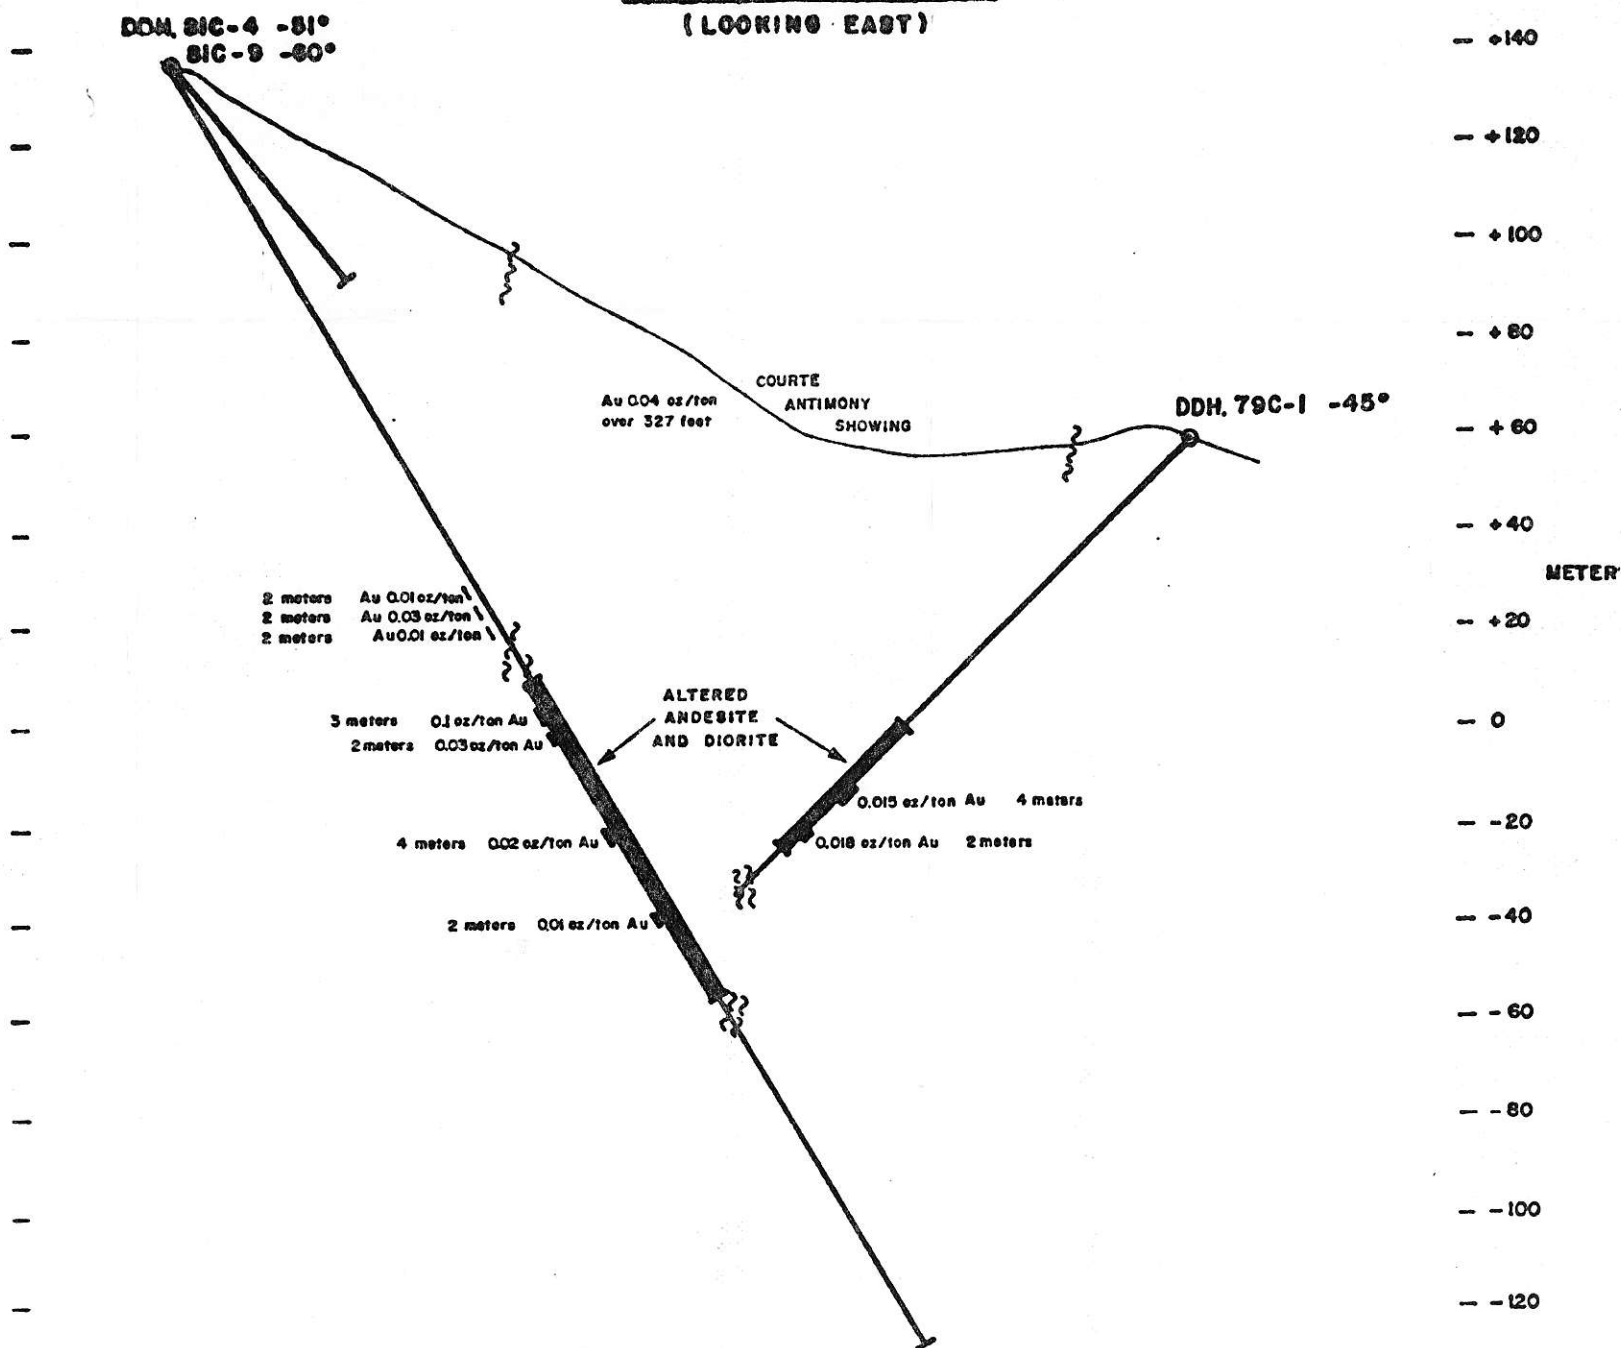 (LOOKING EAST)
DDH. 81C-4 -51°
81C-9 -60°
+140
+120
+100
+80
COURTE
ANTIMONY
SHOWING
Au 0.04 oz/ton
over 327 feet
DDH. 79C-1 -45°
+60
+40
METER
+20
2 meters Au 0.01 oz/ton
2 meters Au 0.03 oz/ton
2 meters Au 0.01 oz/ton
ALTERED
ANDESITE
AND DIORITE
0
3 meters 0.1 oz/ton Au
2 meters 0.03 oz/ton Au
0.015 oz/ton Au 4 meters
-20
4 meters 0.02 oz/ton Au
0.018 oz/ton Au 2 meters
-40
2 meters 0.01 oz/ton Au
-60
-80
-100
-120